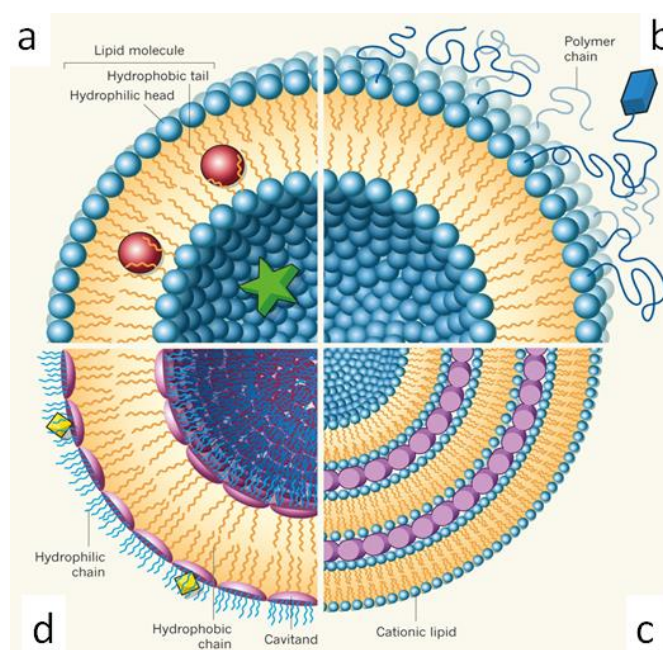 a
b
Lipid molecule
Hydrophobic tail
Hydrophilic head
Polymer
chain
Hydrophilic
chain
d
Hydrophobic
chain
Cavitand
Cationic lipid
c